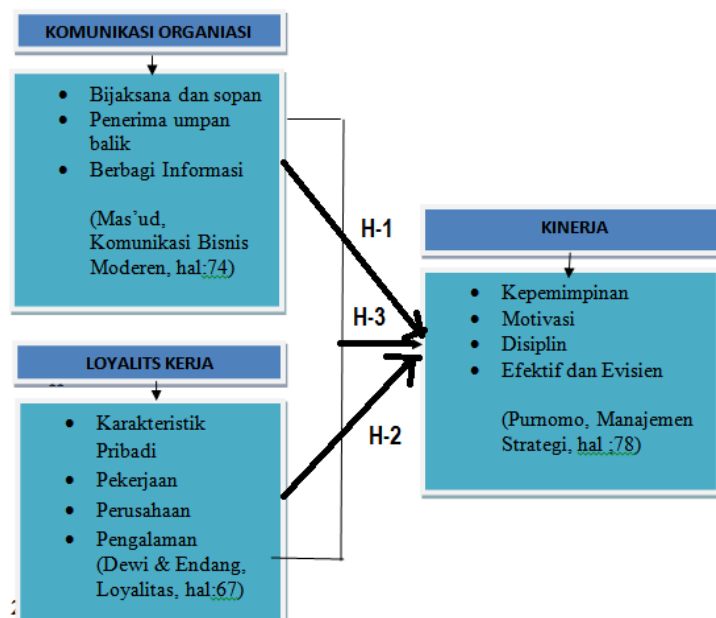 KOMUNIKASI ORGANIASI
• Bijaksana dan sopan
• Penerima umpan
balik
• Berbagi Informasi
(Mas'ud,
Komunikasi Bisnis
Moderen, hal:74)
H-1
KINERJA
• Kepemimpinan
• Motivasi
• Disiplin
• Efektif dan Evisien
(Purnomo, Manajemen
Strategi, hal ;78)
H-3
LOYALITS KERJA
• Karakteristik
Pribadi
• Pekerjaan
• Perusahaan
• Pengalaman
(Dewi & Endang,
Loyalitas, hal:67)
H-2